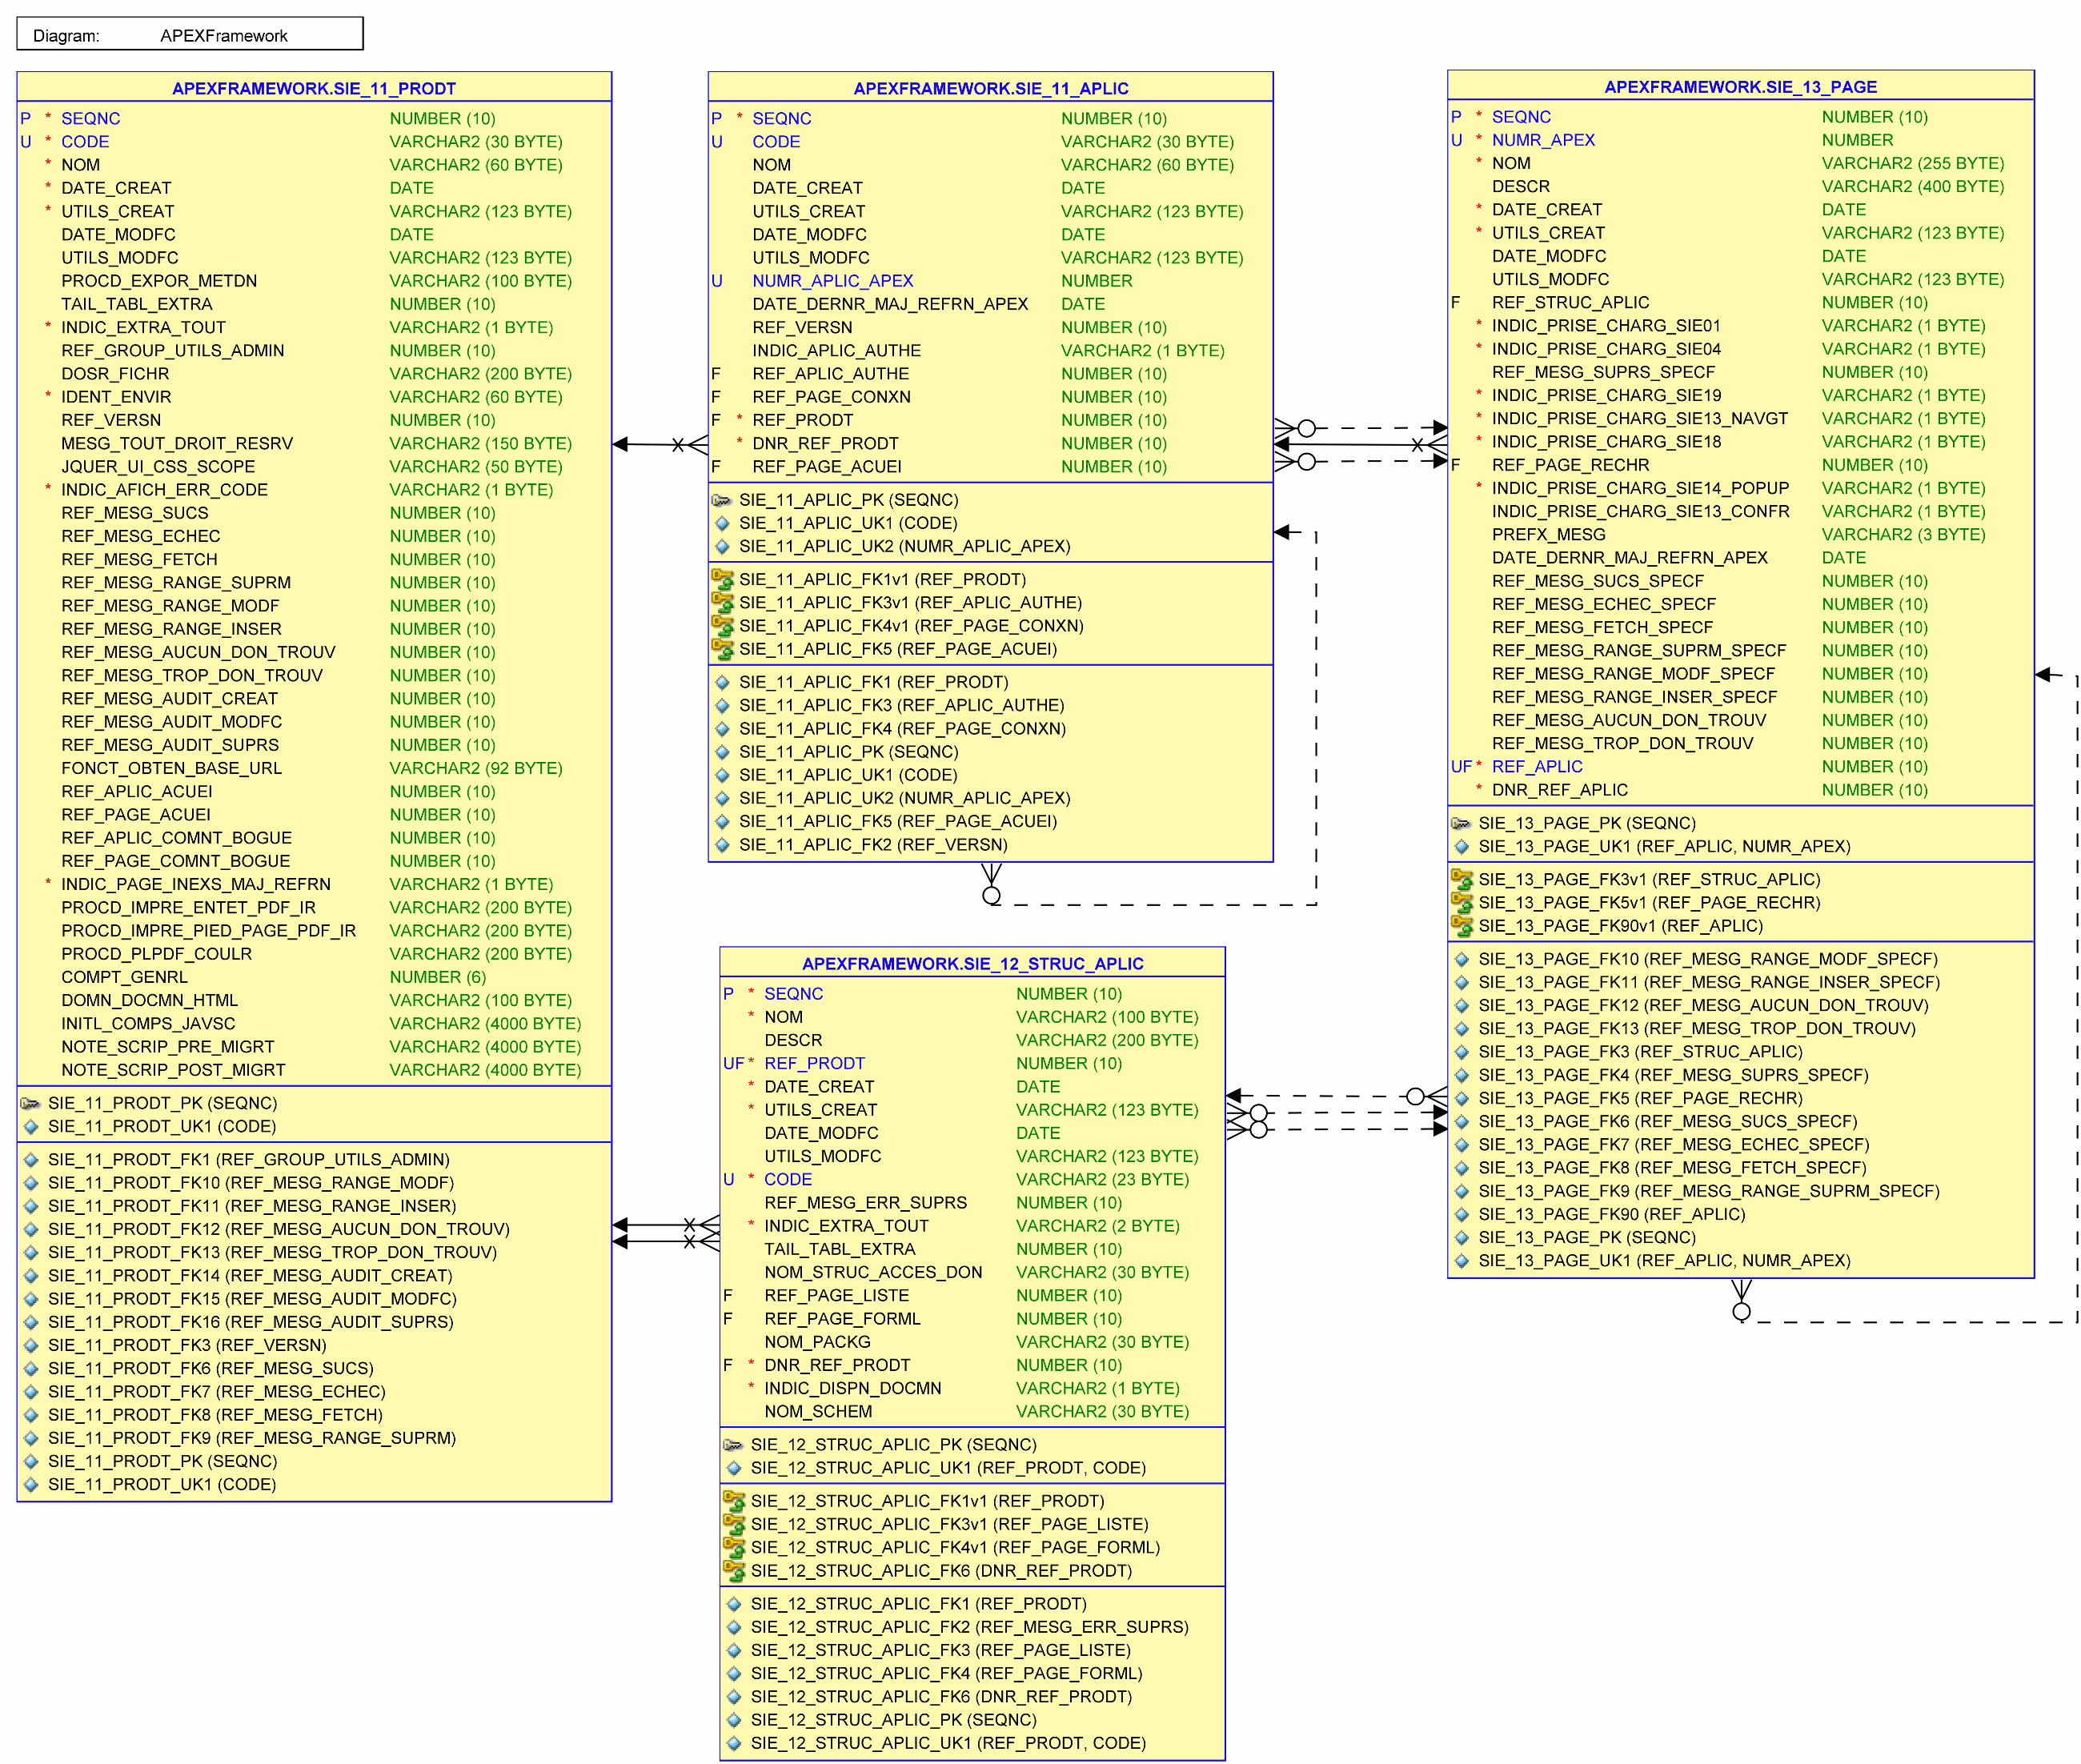 Diagram: APEXFramework
APEXFRAMEWORK.SIE_11_PRODT
P * SEQNC NUMBER (10)
U * CODE VARCHAR2 (30 BYTE)
* NOM VARCHAR2 (60 BYTE)
* DATE_CREAT DATE
* UTILS_CREAT VARCHAR2 (123 BYTE)
DATE_MODFC DATE
UTILS_MODFC VARCHAR2 (123 BYTE)
PROCD_EXPOR_METDN VARCHAR2 (100 BYTE)
TAIL_TABL_EXTRA NUMBER (10)
* INDIC_EXTRA_TOUT VARCHAR2 (1 BYTE)
REF_GROUP_UTILS_ADMIN NUMBER (10)
DOSR_FICHR VARCHAR2 (200 BYTE)
* IDENT_ENVIR VARCHAR2 (60 BYTE)
REF_VERSN NUMBER (10)
MESG_TOUT_DROIT_RESRV VARCHAR2 (150 BYTE)
JQUER_UI_CSS_SCOPE VARCHAR2 (50 BYTE)
* INDIC_AFICH_ERR_CODE VARCHAR2 (1 BYTE)
REF_MESG_SUCS NUMBER (10)
REF_MESG_ECHEC NUMBER (10)
REF_MESG_FETCH NUMBER (10)
REF_MESG_RANGE_SUPRM NUMBER (10)
REF_MESG_RANGE_MODF NUMBER (10)
REF_MESG_RANGE_INSER NUMBER (10)
REF_MESG_AUCUN_DON_TROUV NUMBER (10)
REF_MESG_TROP_DON_TROUV NUMBER (10)
REF_MESG_AUDIT_CREAT NUMBER (10)
REF_MESG_AUDIT_MODFC NUMBER (10)
REF_MESG_AUDIT_SUPRS NUMBER (10)
FONCT_OBTEN_BASE_URL VARCHAR2 (92 BYTE)
REF_APLIC_ACUEI NUMBER (10)
REF_PAGE_ACUEI NUMBER (10)
REF_APLIC_COMNT_BOGUE NUMBER (10)
REF_PAGE_COMNT_BOGUE NUMBER (10)
* INDIC_PAGE_INEXS_MAJ_REFRN VARCHAR2 (1 BYTE)
PROCD_IMPRE_ENTET_PDF_IR VARCHAR2 (200 BYTE)
PROCD_IMPRE_PIED_PAGE_PDF_IR VARCHAR2 (200 BYTE)
PROCD_PLPDF_COULR VARCHAR2 (200 BYTE)
COMPT_GENRL NUMBER (6)
DOMN_DOCMN_HTML VARCHAR2 (100 BYTE)
INITL_COMPS_JAVSC VARCHAR2 (4000 BYTE)
NOTE_SCRIP_PRE_MIGRT VARCHAR2 (4000 BYTE)
NOTE_SCRIP_POST_MIGRT VARCHAR2 (4000 BYTE)
SIE_11_PRODT_PK (SEQNC)
SIE_11_PRODT_UK1 (CODE)
SIE_11_PRODT_FK1 (REF_GROUP_UTILS_ADMIN)
SIE_11_PRODT_FK10 (REF_MESG_RANGE_MODF)
SIE_11_PRODT_FK11 (REF_MESG_RANGE_INSER)
SIE_11_PRODT_FK12 (REF_MESG_AUCUN_DON_TROUV)
SIE_11_PRODT_FK13 (REF_MESG_TROP_DON_TROUV)
SIE_11_PRODT_FK14 (REF_MESG_AUDIT_CREAT)
SIE_11_PRODT_FK15 (REF_MESG_AUDIT_MODFC)
SIE_11_PRODT_FK16 (REF_MESG_AUDIT_SUPRS)
SIE_11_PRODT_FK3 (REF_VERSN)
SIE_11_PRODT_FK6 (REF_MESG_SUCS)
SIE_11_PRODT_FK7 (REF_MESG_ECHEC)
SIE_11_PRODT_FK8 (REF_MESG_FETCH)
SIE_11_PRODT_FK9 (REF_MESG_RANGE_SUPRM)
SIE_11_PRODT_PK (SEQNC)
SIE_11_PRODT_UK1 (CODE)
APEXFRAMEWORK.SIE_11_APLIC
P * SEQNC NUMBER (10)
U CODE VARCHAR2 (30 BYTE)
NOM VARCHAR2 (60 BYTE)
DATE_CREAT DATE
UTILS_CREAT VARCHAR2 (123 BYTE)
DATE_MODFC DATE
UTILS_MODFC VARCHAR2 (123 BYTE)
U NUMR_APLIC_APEX NUMBER
DATE_DERNR_MAJ_REFRN_APEX DATE
REF_VERSN NUMBER (10)
INDIC_APLIC_AUTHE VARCHAR2 (1 BYTE)
F REF_APLIC_AUTHE NUMBER (10)
F REF_PAGE_CONXN NUMBER (10)
F * REF_PRODT NUMBER (10)
* DNR_REF_PRODT NUMBER (10)
F REF_PAGE_ACUEI NUMBER (10)
SIE_11_APLIC_PK (SEQNC)
SIE_11_APLIC_UK1 (CODE)
SIE_11_APLIC_UK2 (NUMR_APLIC_APEX)
SIE_11_APLIC_FK1v1 (REF_PRODT)
SIE_11_APLIC_FK3v1 (REF_APLIC_AUTHE)
SIE_11_APLIC_FK4v1 (REF_PAGE_CONXN)
SIE_11_APLIC_FK5 (REF_PAGE_ACUEI)
SIE_11_APLIC_FK1 (REF_PRODT)
SIE_11_APLIC_FK3 (REF_APLIC_AUTHE)
SIE_11_APLIC_FK4 (REF_PAGE_CONXN)
SIE_11_APLIC_PK (SEQNC)
SIE_11_APLIC_UK1 (CODE)
SIE_11_APLIC_UK2 (NUMR_APLIC_APEX)
SIE_11_APLIC_FK5 (REF_PAGE_ACUEI)
SIE_11_APLIC_FK2 (REF_VERSN)
APEXFRAMEWORK.SIE_12_STRUC_APLIC
P * SEQNC NUMBER (10)
* NOM VARCHAR2 (100 BYTE)
DESCR VARCHAR2 (200 BYTE)
UF * REF_PRODT NUMBER (10)
* DATE_CREAT DATE
* UTILS_CREAT VARCHAR2 (123 BYTE)
DATE_MODFC DATE
UTILS_MODFC VARCHAR2 (123 BYTE)
U * CODE VARCHAR2 (23 BYTE)
REF_MESG_ERR_SUPRS NUMBER (10)
* INDIC_EXTRA_TOUT VARCHAR2 (2 BYTE)
TAIL_TABL_EXTRA NUMBER (10)
NOM_STRUC_ACCES_DON VARCHAR2 (30 BYTE)
F REF_PAGE_LISTE NUMBER (10)
F REF_PAGE_FORML NUMBER (10)
NOM_PACKG VARCHAR2 (30 BYTE)
F * DNR_REF_PRODT NUMBER (10)
* INDIC_DISPN_DOCMN VARCHAR2 (1 BYTE)
NOM_SCHEM VARCHAR2 (30 BYTE)
SIE_12_STRUC_APLIC_PK (SEQNC)
SIE_12_STRUC_APLIC_UK1 (REF_PRODT, CODE)
SIE_12_STRUC_APLIC_FK1v1 (REF_PRODT)
SIE_12_STRUC_APLIC_FK3v1 (REF_PAGE_LISTE)
SIE_12_STRUC_APLIC_FK4v1 (REF_PAGE_FORML)
SIE_12_STRUC_APLIC_FK6 (DNR_REF_PRODT)
SIE_12_STRUC_APLIC_FK1 (REF_PRODT)
SIE_12_STRUC_APLIC_FK2 (REF_MESG_ERR_SUPRS)
SIE_12_STRUC_APLIC_FK3 (REF_PAGE_LISTE)
SIE_12_STRUC_APLIC_FK4 (REF_PAGE_FORML)
SIE_12_STRUC_APLIC_FK6 (DNR_REF_PRODT)
SIE_12_STRUC_APLIC_PK (SEQNC)
SIE_12_STRUC_APLIC_UK1 (REF_PRODT, CODE)
APEXFRAMEWORK.SIE_13_PAGE
P * SEQNC NUMBER (10)
U * NUMR_APEX NUMBER
* NOM VARCHAR2 (255 BYTE)
DESCR VARCHAR2 (400 BYTE)
* DATE_CREAT DATE
* UTILS_CREAT VARCHAR2 (123 BYTE)
DATE_MODFC DATE
UTILS_MODFC VARCHAR2 (123 BYTE)
F REF_STRUC_APLIC NUMBER (10)
* INDIC_PRISE_CHARG_SIE01 VARCHAR2 (1 BYTE)
* INDIC_PRISE_CHARG_SIE04 VARCHAR2 (1 BYTE)
REF_MESG_SUPRS_SPECF NUMBER (10)
* INDIC_PRISE_CHARG_SIE19 VARCHAR2 (1 BYTE)
* INDIC_PRISE_CHARG_SIE13_NAVGT VARCHAR2 (1 BYTE)
* INDIC_PRISE_CHARG_SIE18 VARCHAR2 (1 BYTE)
F REF_PAGE_RECHR NUMBER (10)
* INDIC_PRISE_CHARG_SIE14_POPUP VARCHAR2 (1 BYTE)
INDIC_PRISE_CHARG_SIE13_CONFR VARCHAR2 (1 BYTE)
PREFX_MESG VARCHAR2 (3 BYTE)
DATE_DERNR_MAJ_REFRN_APEX DATE
REF_MESG_SUCS_SPECF NUMBER (10)
REF_MESG_ECHEC_SPECF NUMBER (10)
REF_MESG_FETCH_SPECF NUMBER (10)
REF_MESG_RANGE_SUPRM_SPECF NUMBER (10)
REF_MESG_RANGE_MODF_SPECF NUMBER (10)
REF_MESG_RANGE_INSER_SPECF NUMBER (10)
REF_MESG_AUCUN_DON_TROUV NUMBER (10)
REF_MESG_TROP_DON_TROUV NUMBER (10)
UF * REF_APLIC NUMBER (10)
* DNR_REF_APLIC NUMBER (10)
SIE_13_PAGE_PK (SEQNC)
SIE_13_PAGE_UK1 (REF_APLIC, NUMR_APEX)
SIE_13_PAGE_FK3v1 (REF_STRUC_APLIC)
SIE_13_PAGE_FK5v1 (REF_PAGE_RECHR)
SIE_13_PAGE_FK90v1 (REF_APLIC)
SIE_13_PAGE_FK10 (REF_MESG_RANGE_MODF_SPECF)
SIE_13_PAGE_FK11 (REF_MESG_RANGE_INSER_SPECF)
SIE_13_PAGE_FK12 (REF_MESG_AUCUN_DON_TROUV)
SIE_13_PAGE_FK13 (REF_MESG_TROP_DON_TROUV)
SIE_13_PAGE_FK3 (REF_STRUC_APLIC)
SIE_13_PAGE_FK4 (REF_MESG_SUPRS_SPECF)
SIE_13_PAGE_FK5 (REF_PAGE_RECHR)
SIE_13_PAGE_FK6 (REF_MESG_SUCS_SPECF)
SIE_13_PAGE_FK7 (REF_MESG_ECHEC_SPECF)
SIE_13_PAGE_FK8 (REF_MESG_FETCH_SPECF)
SIE_13_PAGE_FK9 (REF_MESG_RANGE_SUPRM_SPECF)
SIE_13_PAGE_FK90 (REF_APLIC)
SIE_13_PAGE_PK (SEQNC)
SIE_13_PAGE_UK1 (REF_APLIC, NUMR_APEX)